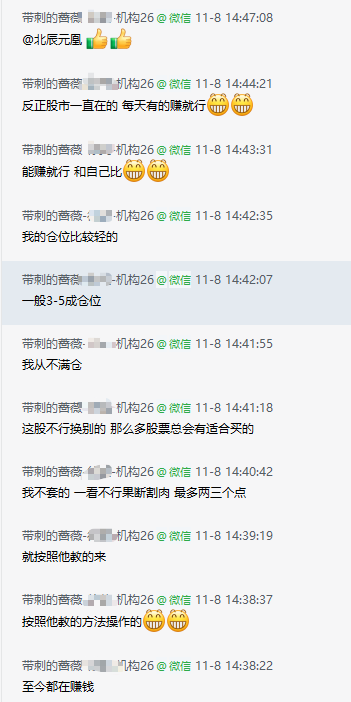 带刺的蔷薇 机构26 @微信 11-8 14:47:08
@北辰元凰
带刺的蔷薇 机构26 @微信 11-8 14:44:21
反正股市一直在的 每天有的赚就行
带刺的蔷薇 机构26 @微信 11-8 14:43:31
能赚就行 和自己比
带刺的蔷薇- 机构26 @微信 11-8 14:42:35
我的仓位比较轻的
带刺的蔷薇- 机构26 @微信 11-8 14:42:07
一般3-5成仓位
带刺的蔷薇- 机构26 @微信 11-8 14:41:55
我从不满仓
带刺的蔷薇- 机构26 @微信 11-8 14:41:18
这股不行换别的 那么多股票总会有适合买的
带刺的蔷薇- 机构26 @微信 11-8 14:40:42
我不套的 一看不行果断割肉 最多两三个点
带刺的蔷薇- 机构26 @微信 11-8 14:39:19
就按照他教的来
带刺的蔷薇- 机构26 @微信 11-8 14:38:37
按照他教的方法操作的
带刺的蔷薇 机构26 @微信 11-8 14:38:22
至今都在赚钱